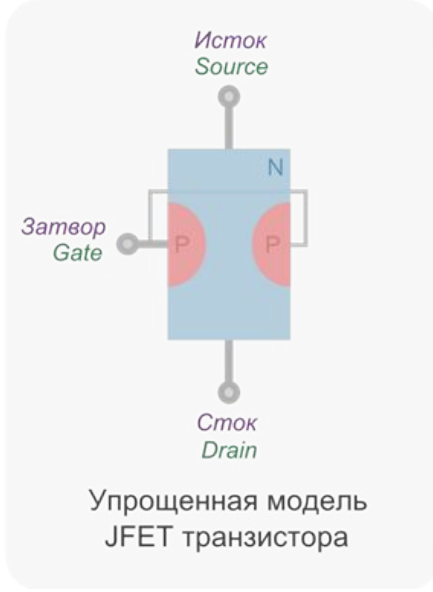 Исток
Source
N
Затвор
Gate
P
P
Сток
Drain
Упрощенная модель
JFET транзистора